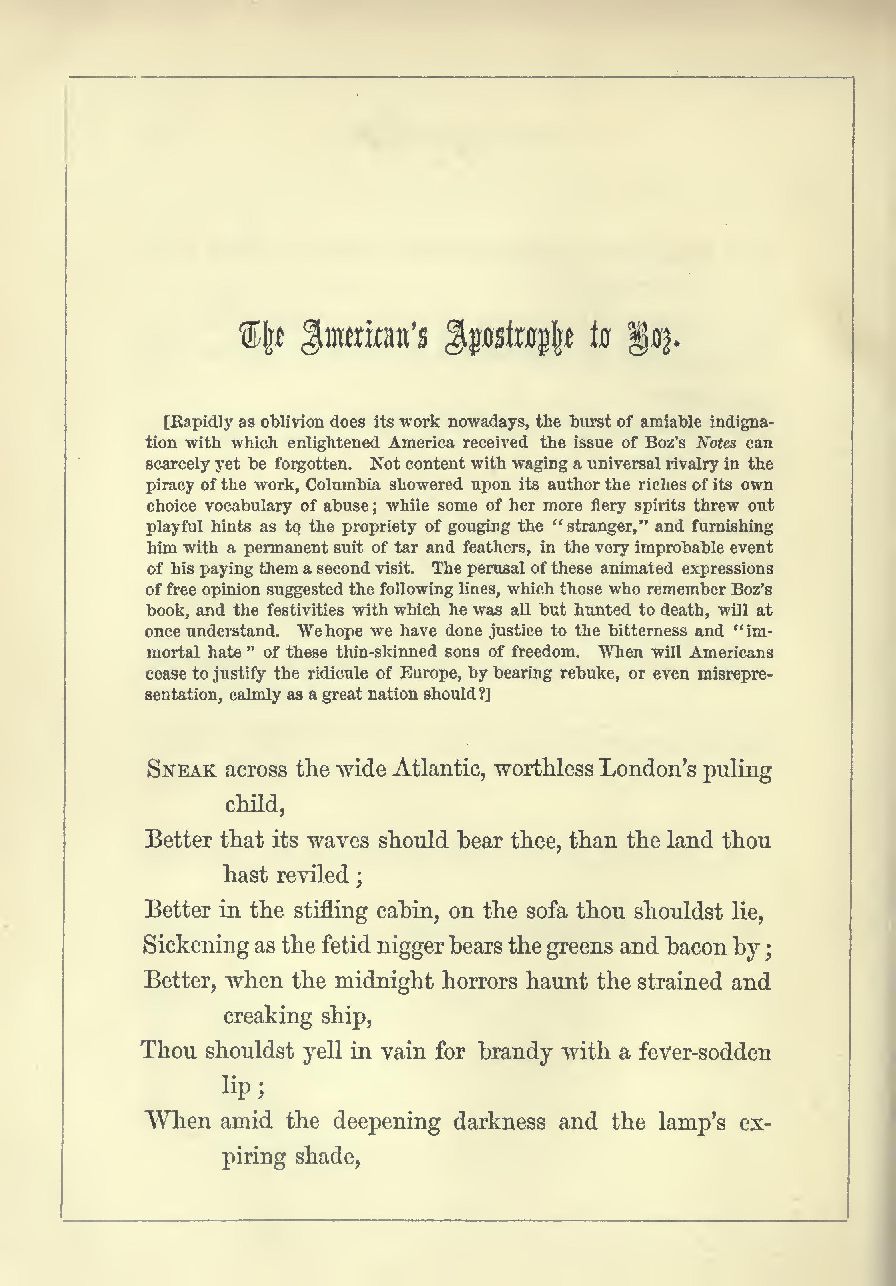 The American's Apostrophe to Boz.
[Rapidly as oblivion does its work nowadays, the burst of amiable indigna-
tion with which enlightened America received the issue of Boz's Notes can
scarcely yet be forgotten. Not content with waging a universal rivalry in the
piracy of the work, Columbia showered upon its author the riches of its own
choice vocabulary of abuse; while some of her more fiery spirits threw out
playful hints as to the propriety of gouging the "stranger," and furnishing
him with a permanent suit of tar and feathers, in the very improbable event
of his paying them a second visit. The perusal of these animated expressions
of free opinion suggested the following lines, which those who remember Boz's
book, and the festivities with which he was all but hunted to death, will at
once understand. We hope we have done justice to the bitterness and "im-
mortal hate" of these thin-skinned sons of freedom. When will Americans
cease to justify the ridicule of Europe, by bearing rebuke, or even misrepre-
sentation, calmly as a great nation should?]
SNEAK across the wide Atlantic, worthless London's puling
child,
Better that its waves should bear thee, than the land thou
hast reviled;
Better in the stifling cabin, on the sofa thou shouldst lie,
Sickening as the fetid nigger bears the greens and bacon by;
Better, when the midnight horrors haunt the strained and
creaking ship,
Thou shouldst yell in vain for brandy with a fever-sodden
lip;
When amid the deepening darkness and the lamp's ex-
piring shade,